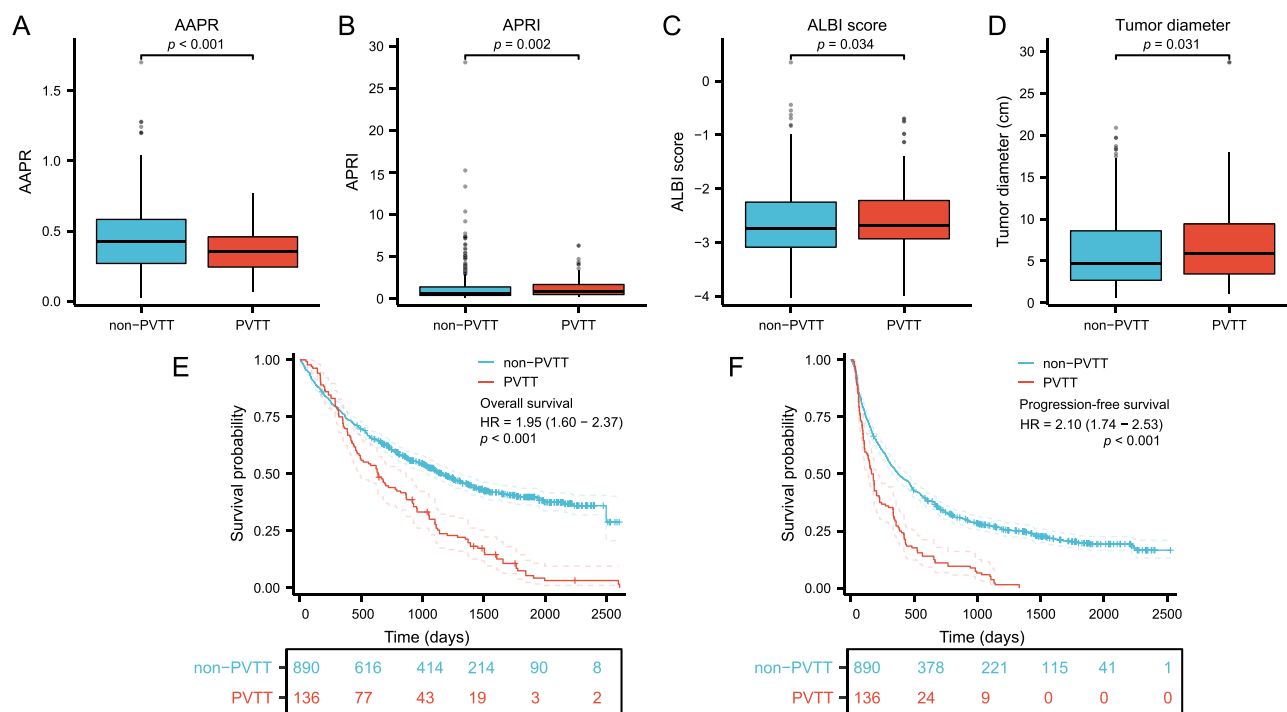 A
AAPR
p < 0.001
AAPR
1.5
1.0
0.5
0.0
non−PVTT
PVTT
B
APRI
p = 0.002
APRI
30
25
20
15
10
5
0
non−PVTT
PVTT
C
ALBI score
p = 0.034
ALBI score
0
−1
−2
−3
−4
non−PVTT
PVTT
D
Tumor diameter
p = 0.031
Tumor diameter (cm)
30
25
20
15
10
5
0
non−PVTT
PVTT
E
Survival probability
1.00
0.75
0.50
0.25
0.00
non−PVTT
PVTT
Overall survival
HR = 1.95 (1.60 − 2.37)
p < 0.001
0 500 1000 1500 2000 2500
Time (days)
non−PVTT 890 616 414 214 90 8
PVTT 136 77 43 19 3 2
F
Survival probability
1.00
0.75
0.50
0.25
0.00
non−PVTT
PVTT
Progression-free survival
HR = 2.10 (1.74 − 2.53)
p < 0.001
0 500 1000 1500 2000 2500
Time (days)
non−PVTT 890 378 221 115 41 1
PVTT 136 24 9 0 0 0